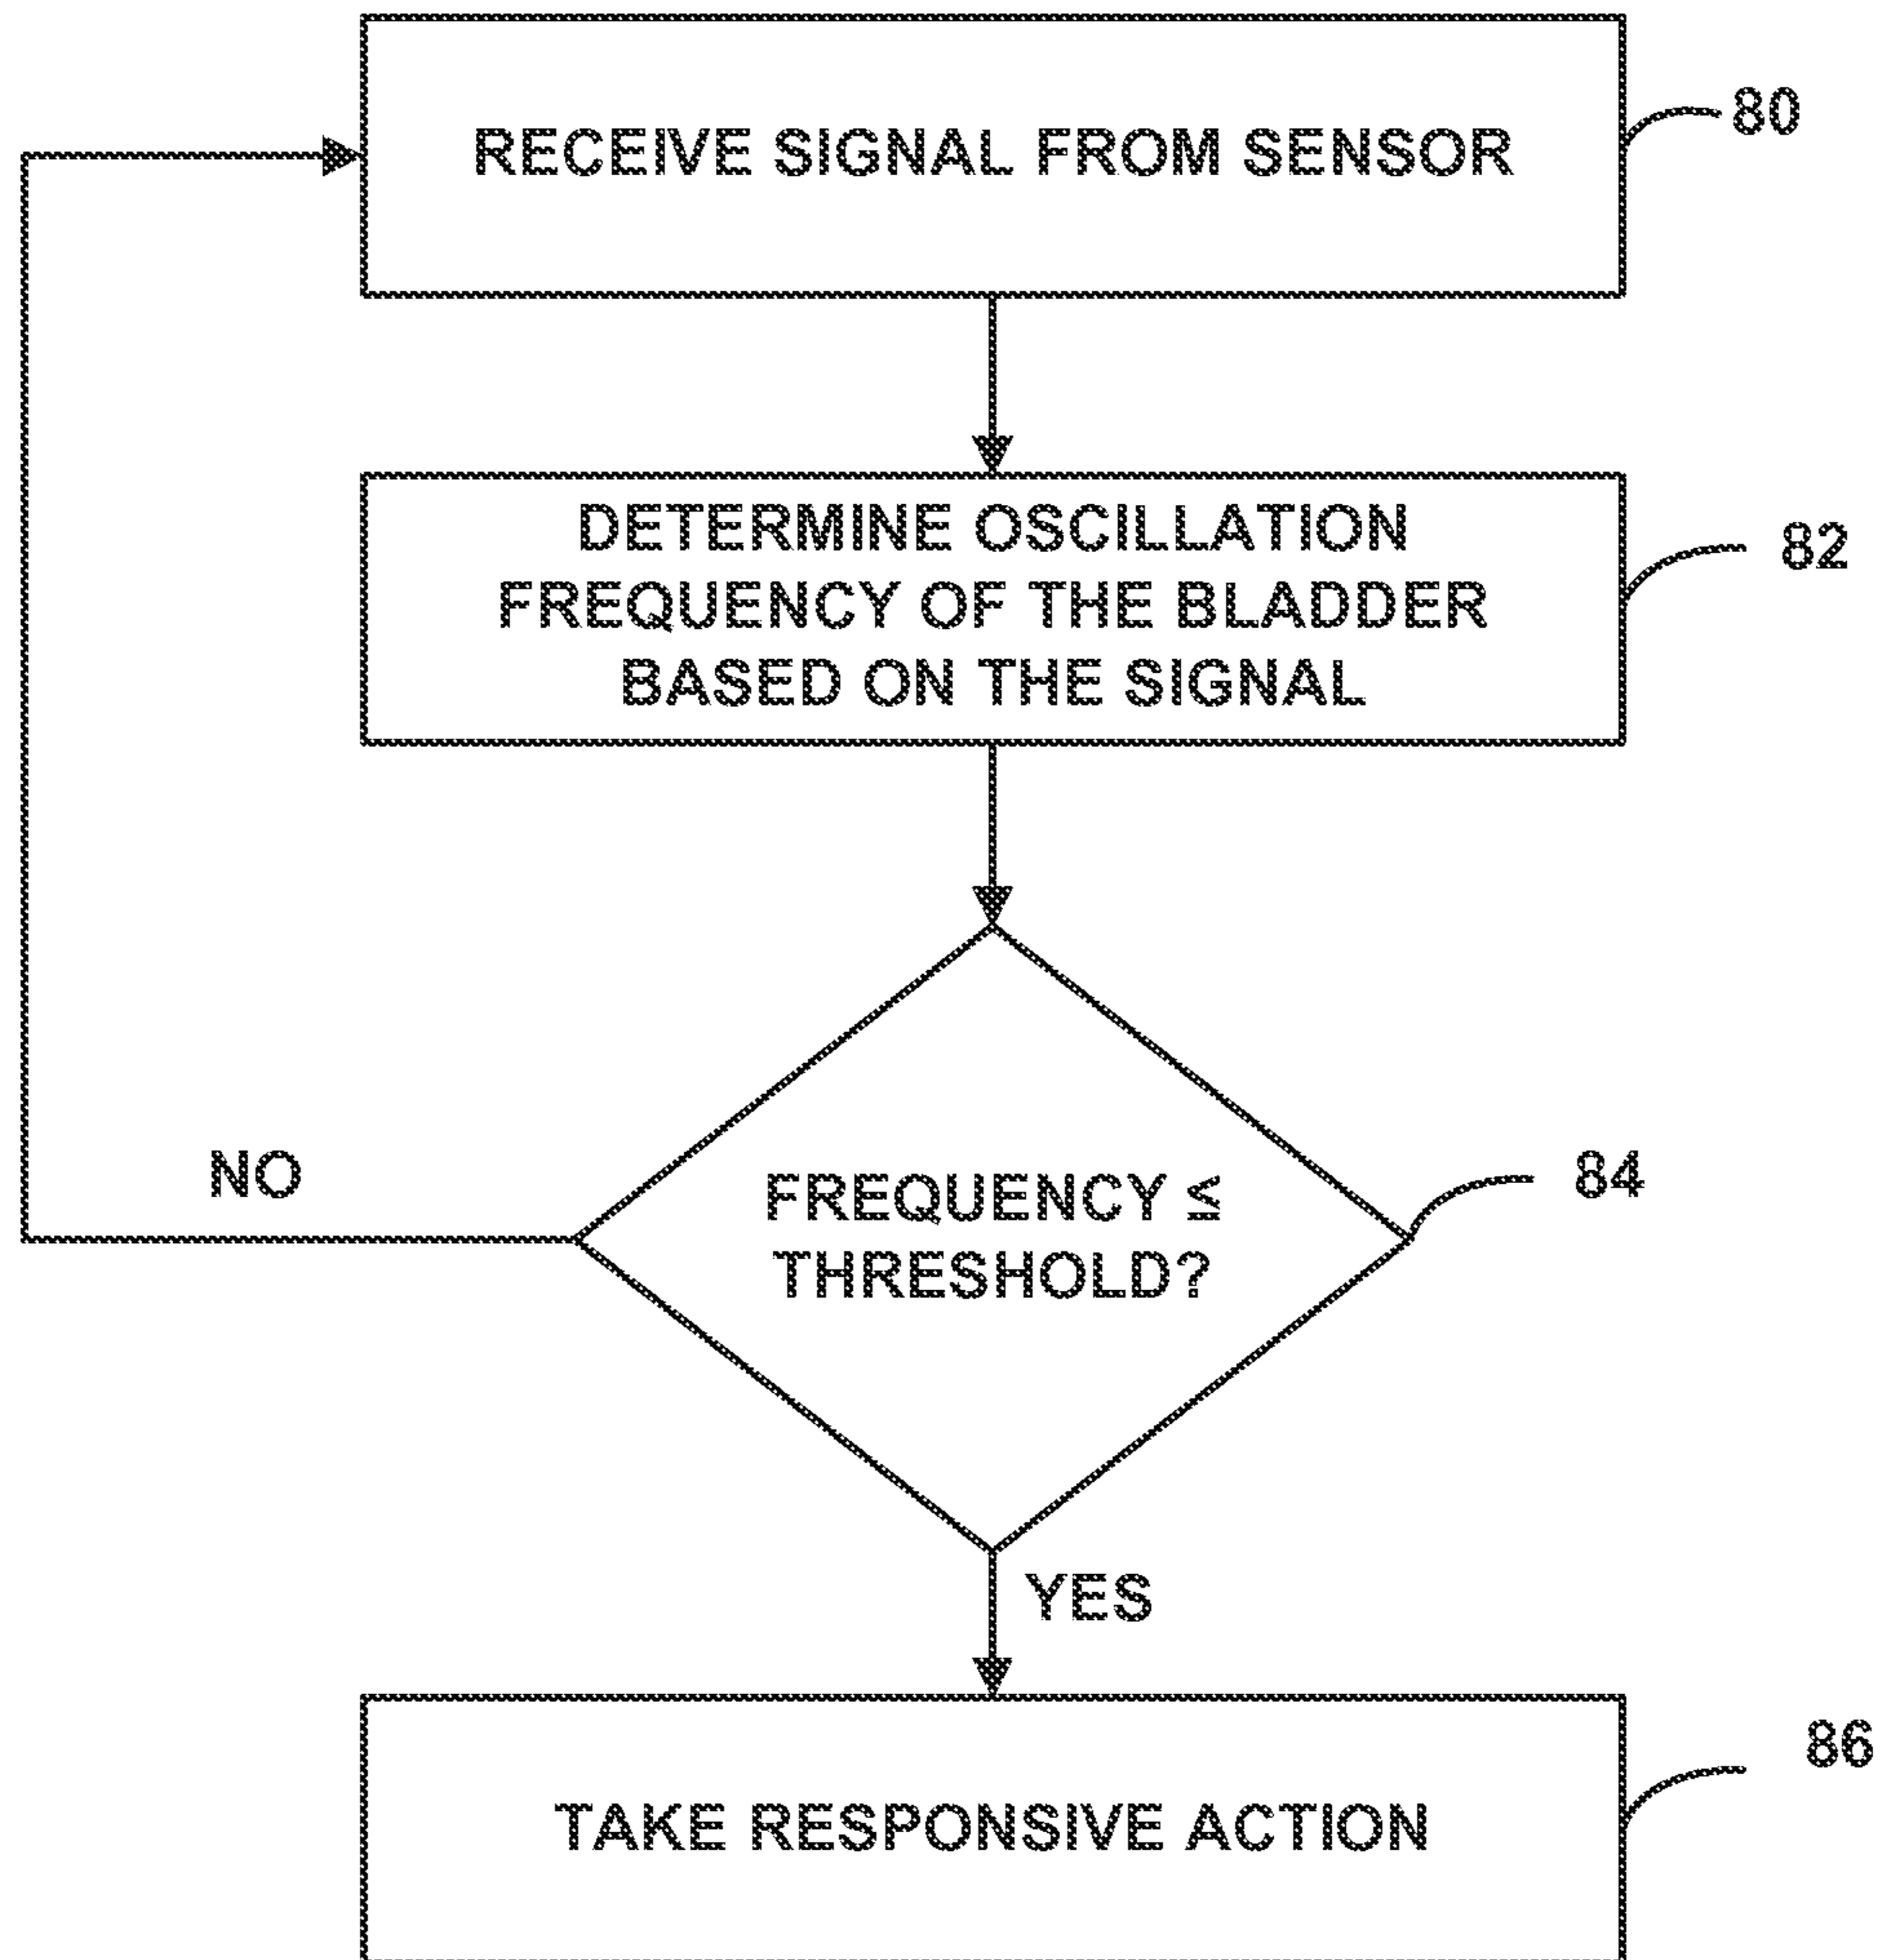 RECEIVE SIGNAL FROM SENSOR
80
DETERMINE OSCILLATION
FREQUENCY OF THE BLADDER
BASED ON THE SIGNAL
82
NO
FREQUENCY ≤
THRESHOLD?
84
YES
TAKE RESPONSIVE ACTION
86